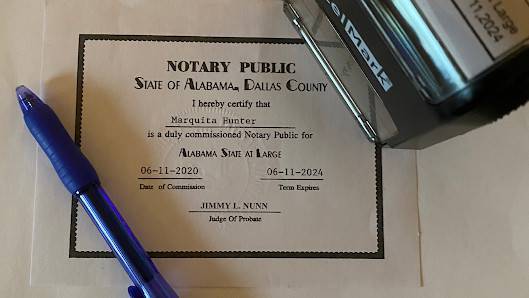 NOTARY PUBLIC
STATE OF ALABAMA, DALLAS COUNTY
I hereby certify that
Marquita Hunter
is a duly commissioned Notary Public for
ALABAMA STATE AT LARGE
06-11-2020 06-11-2024
Date of Commission Term Expires
JIMMY L. NUNN
Judge Of Probate
elMark
Large
11.2024